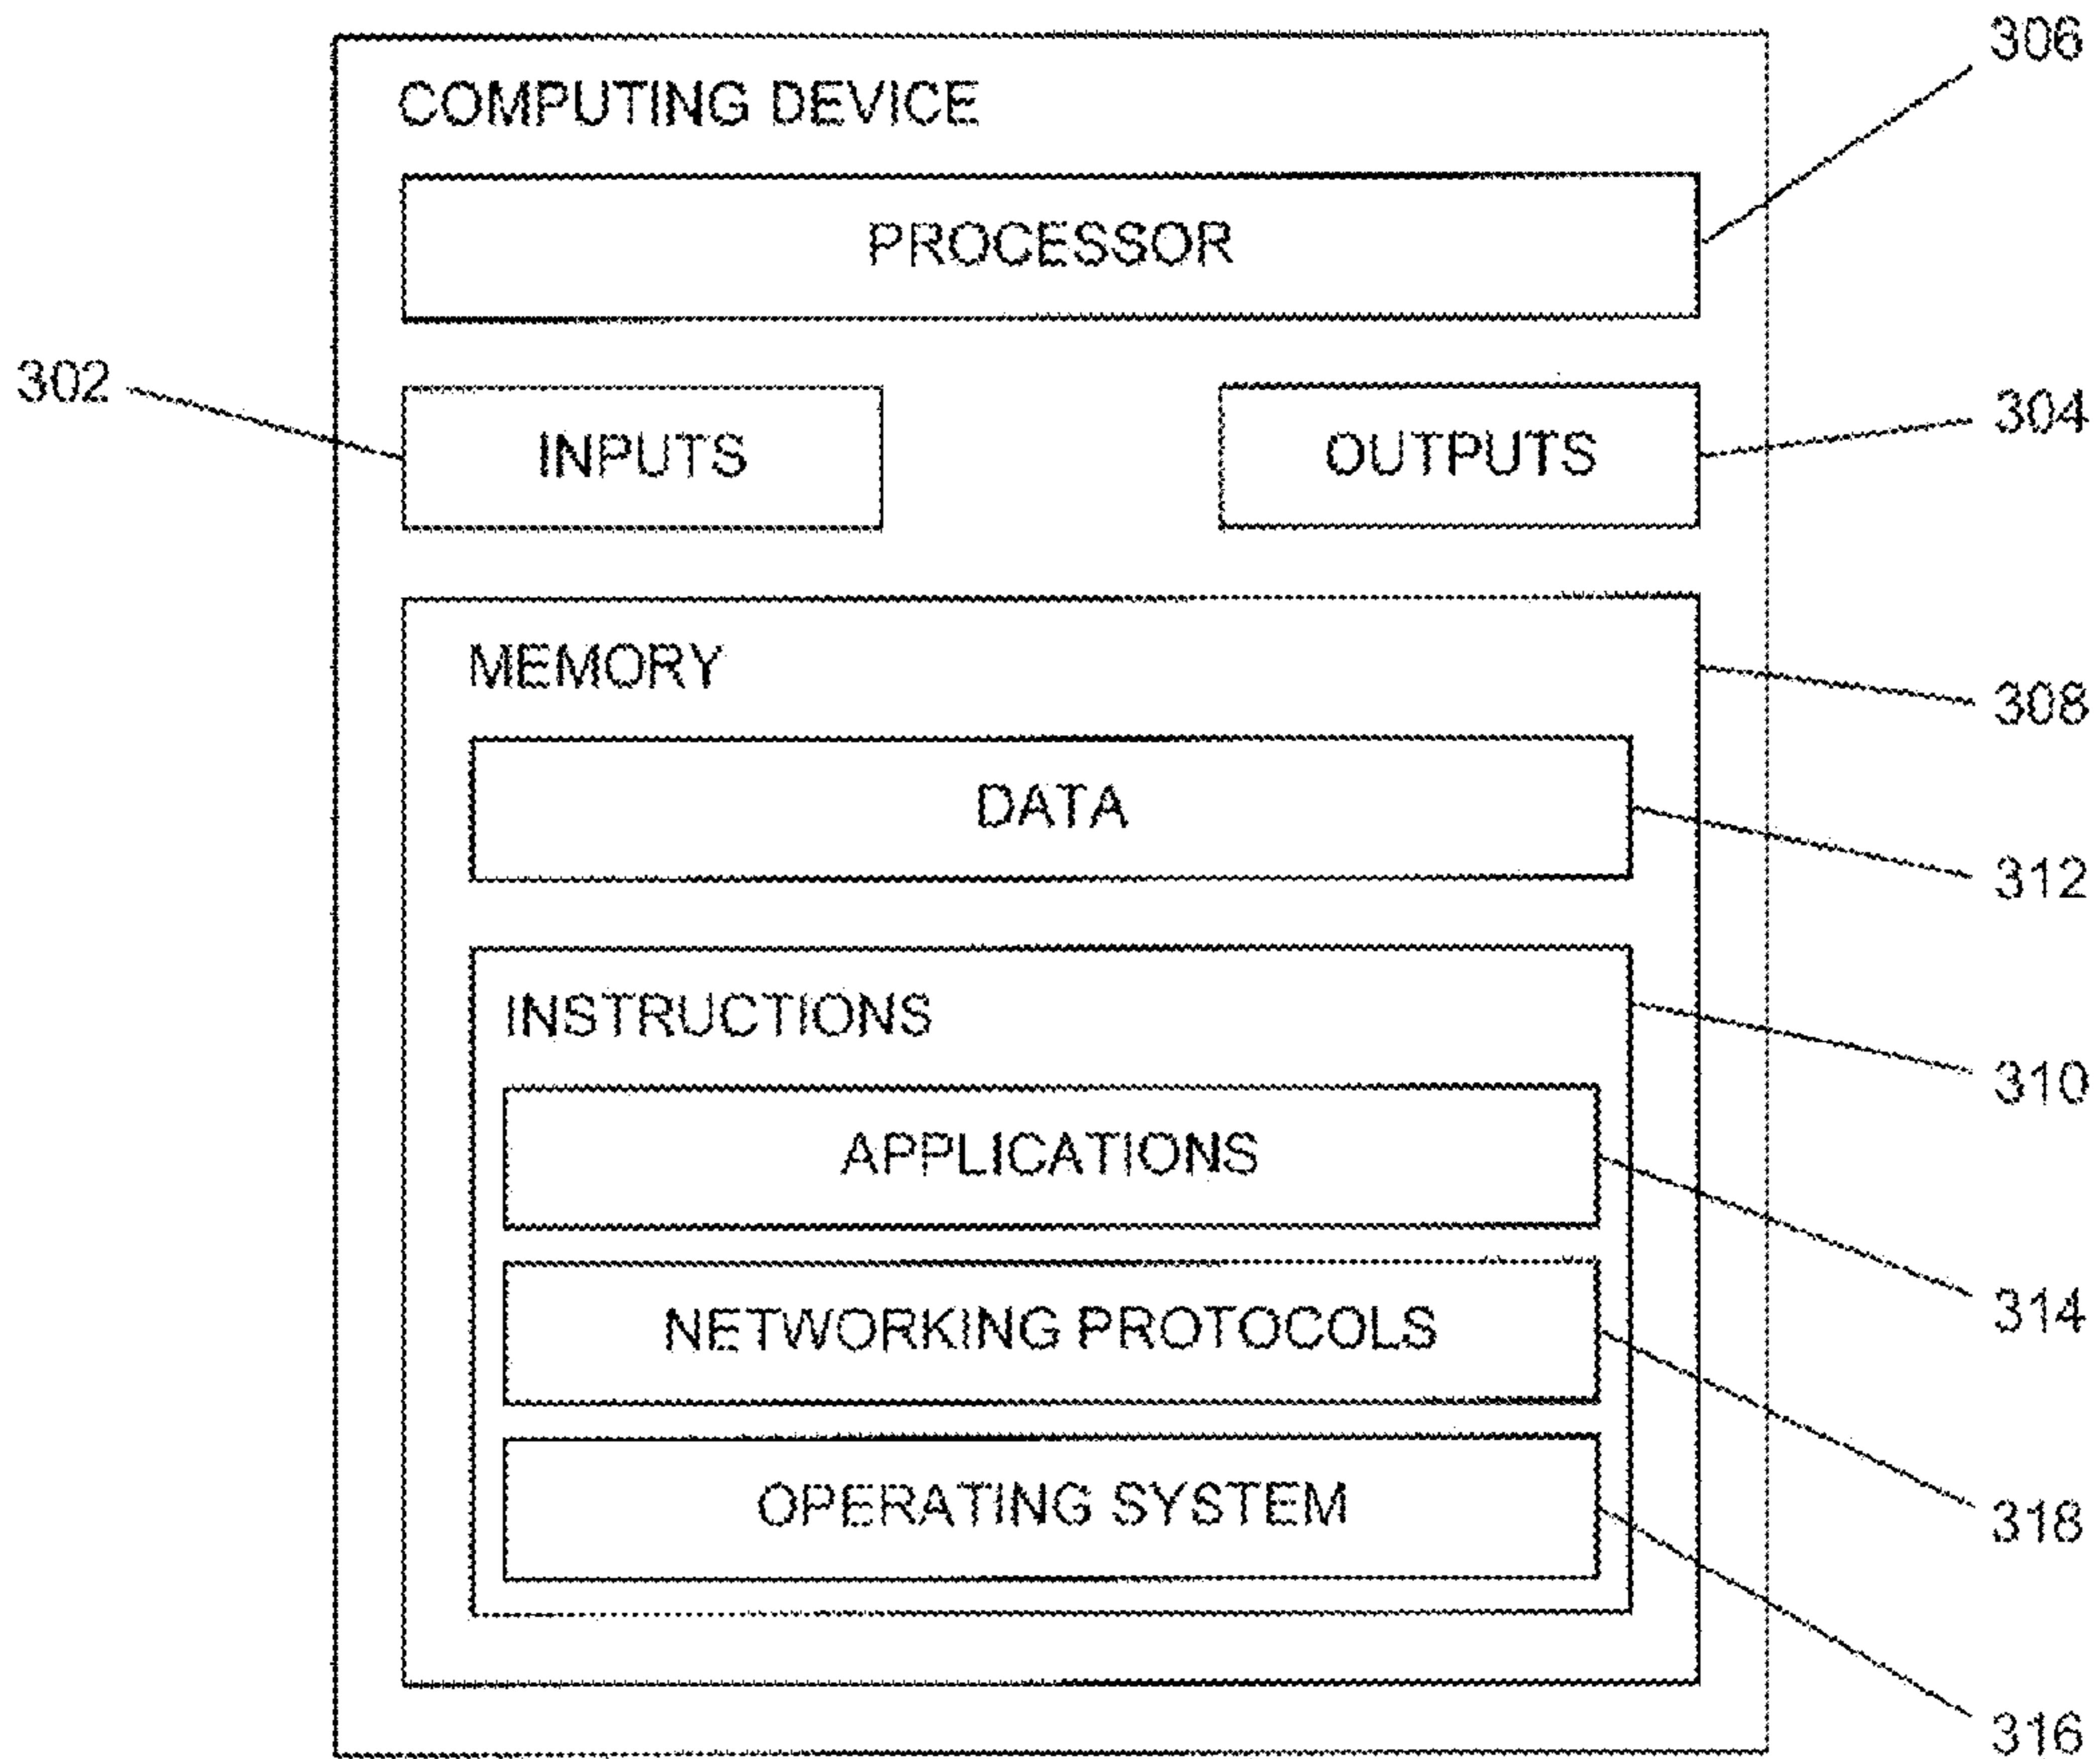 306
COMPUTING DEVICE
PROCESSOR
302
INPUTS
OUTPUTS
304
MEMORY
308
DATA
312
INSTRUCTIONS
310
APPLICATIONS
314
NETWORKING PROTOCOLS
318
OPERATING SYSTEM
316